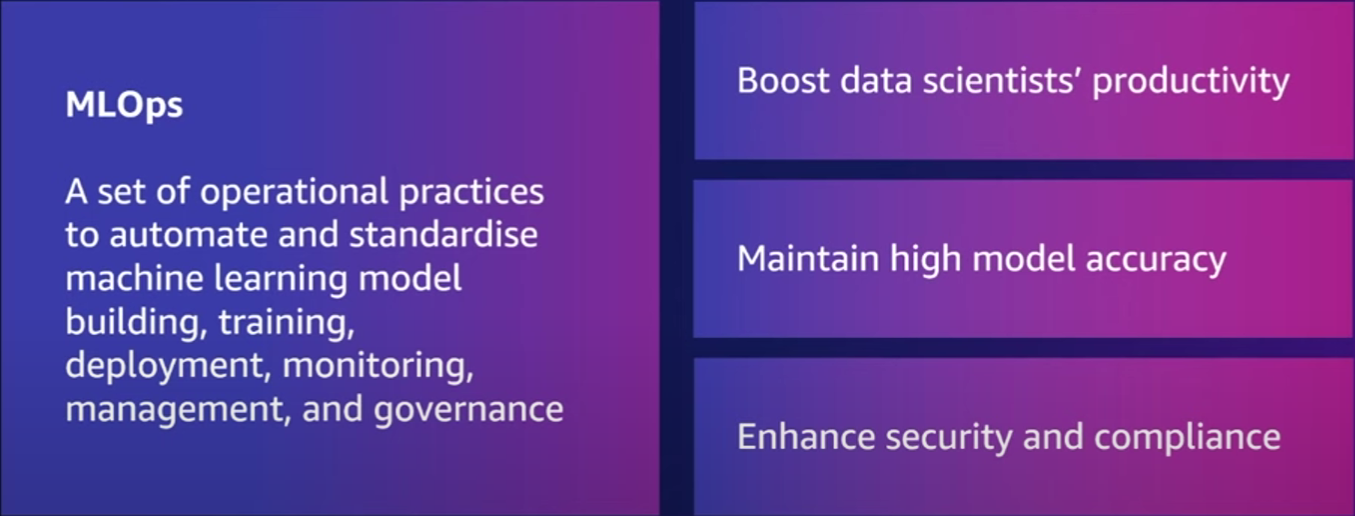 MLOps
A set of operational practices
to automate and standardise
machine learning model
building, training,
deployment, monitoring,
management, and governance
Boost data scientists’ productivity
Maintain high model accuracy
Enhance security and compliance